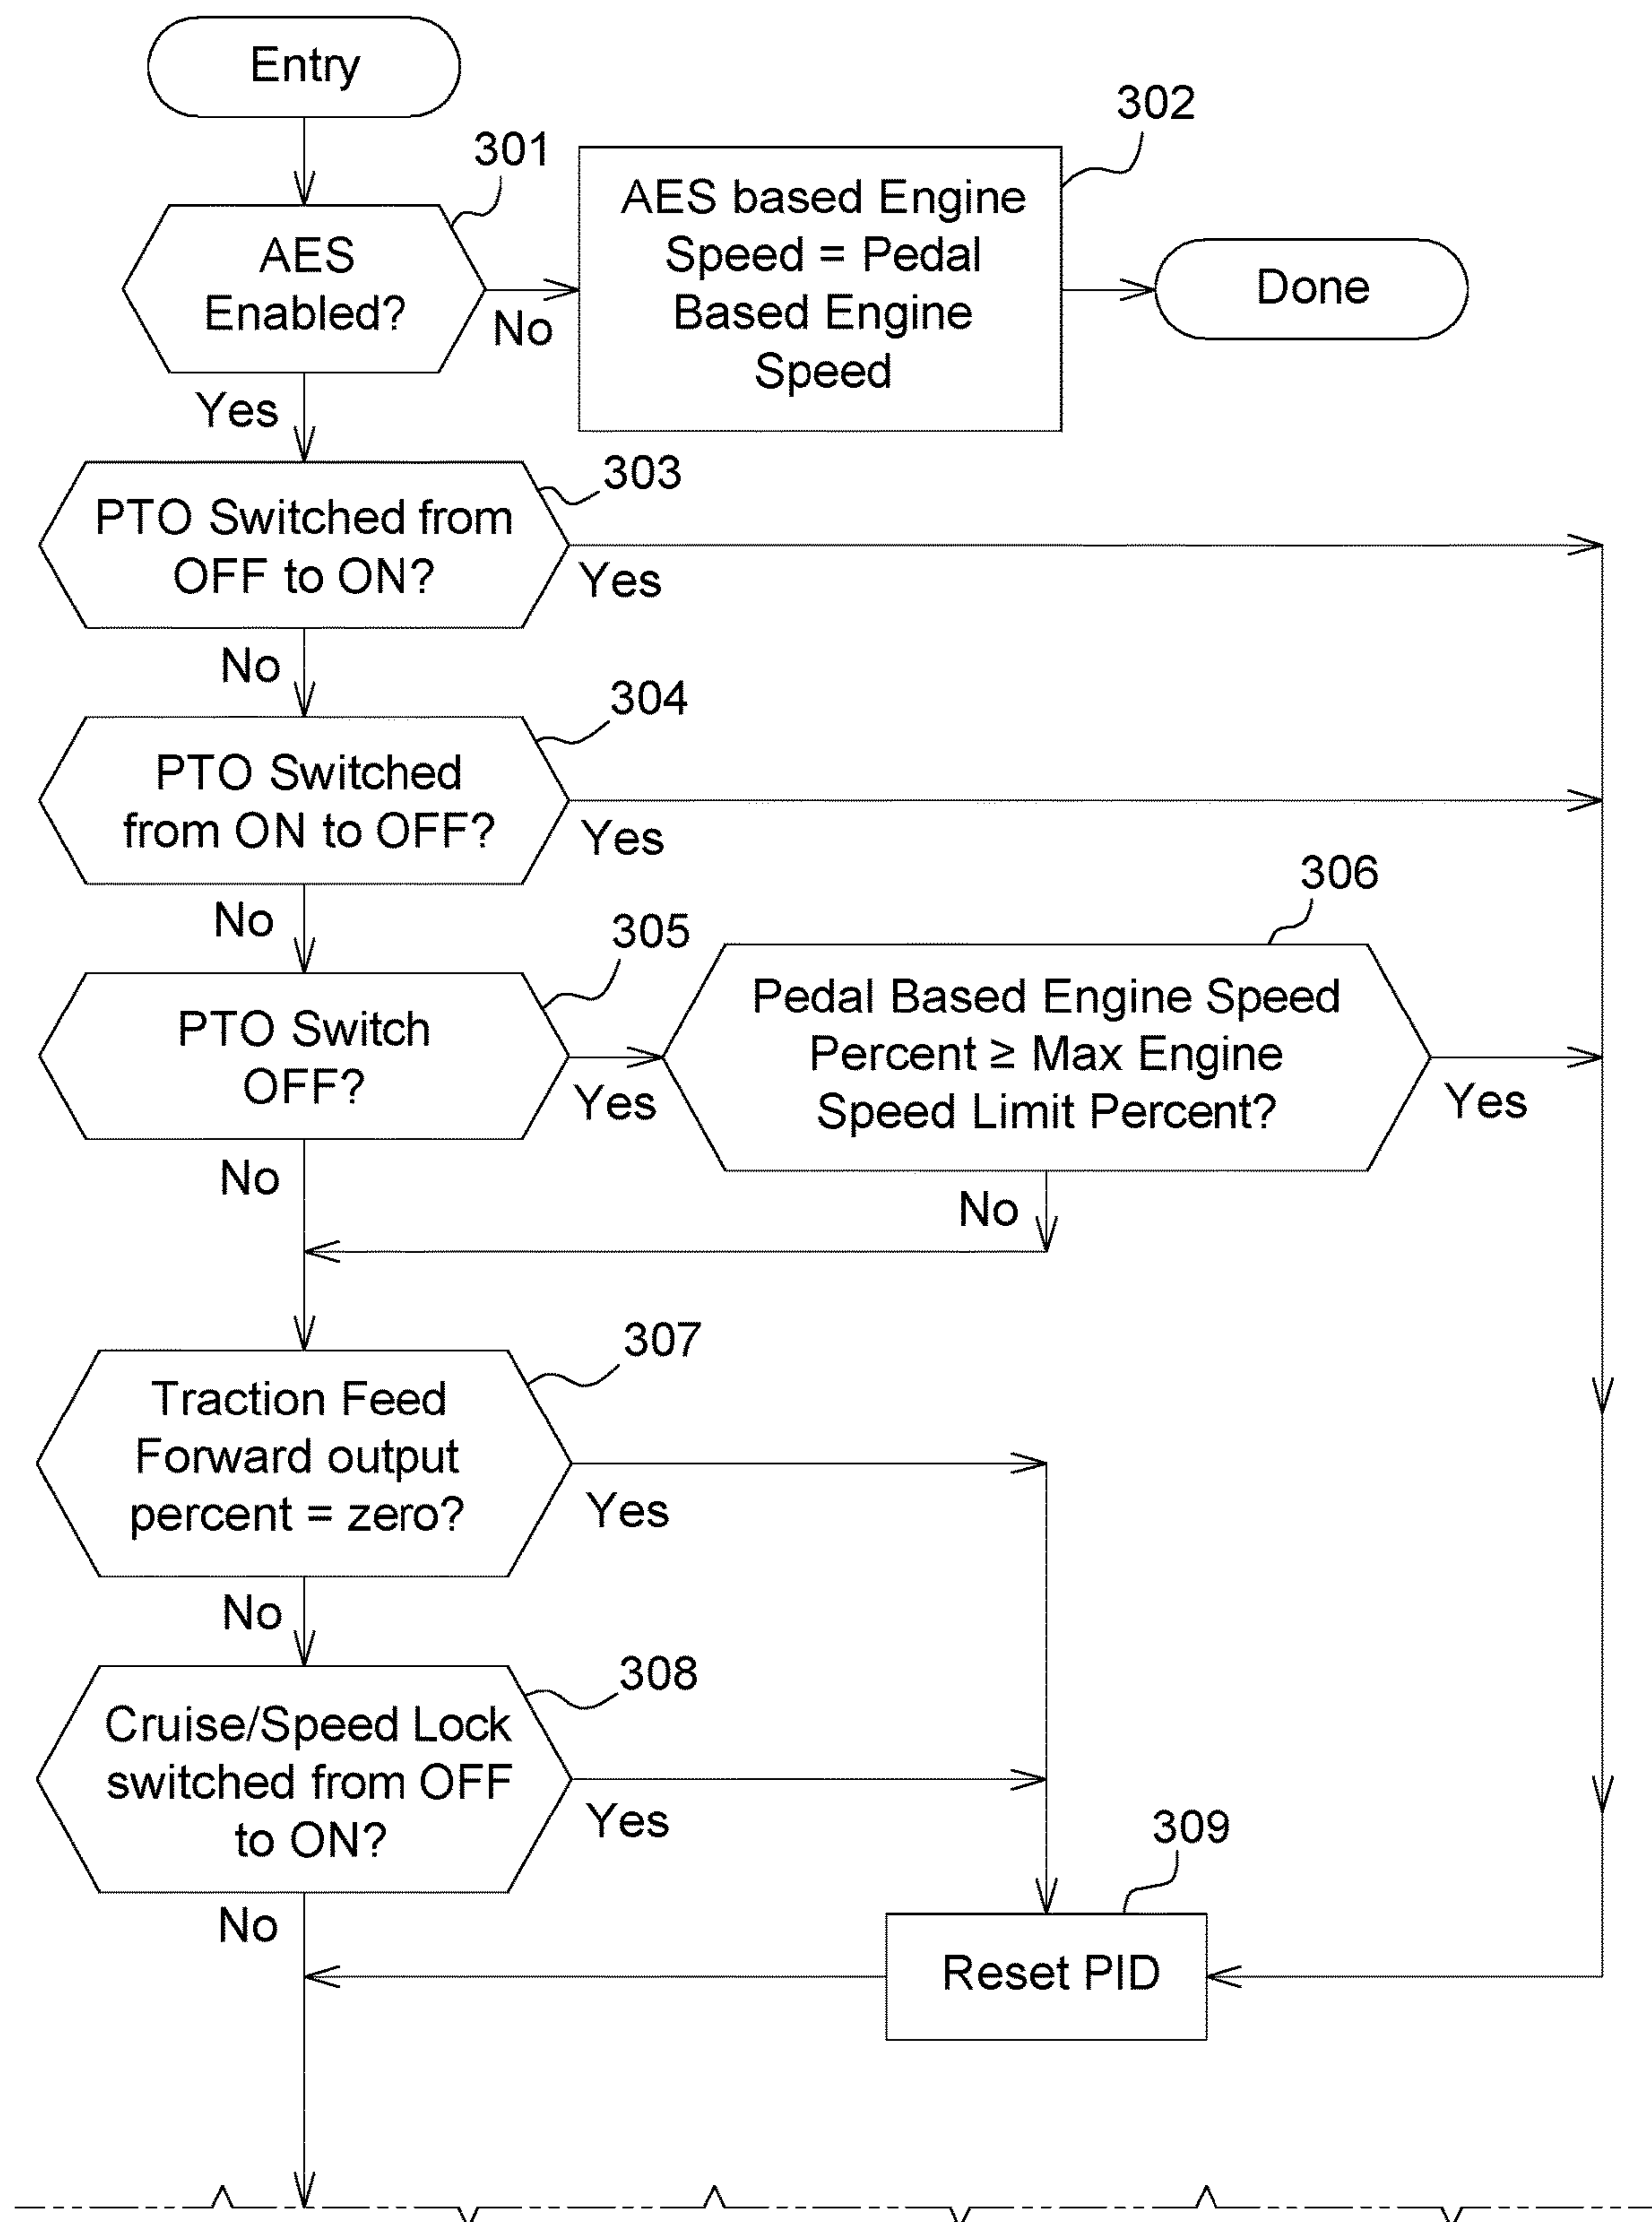 Entry
301
302
AES
Enabled?
No
AES based Engine
Speed = Pedal
Based Engine
Speed
Done
Yes
303
PTO Switched from
OFF to ON?
Yes
No
304
PTO Switched
from ON to OFF?
Yes
No
305
306
PTO Switch
OFF?
Yes
Pedal Based Engine Speed
Percent ≥ Max Engine
Speed Limit Percent?
Yes
No
No
307
Traction Feed
Forward output
percent = zero?
Yes
No
308
Cruise/Speed Lock
switched from OFF
to ON?
Yes
309
No
Reset PID